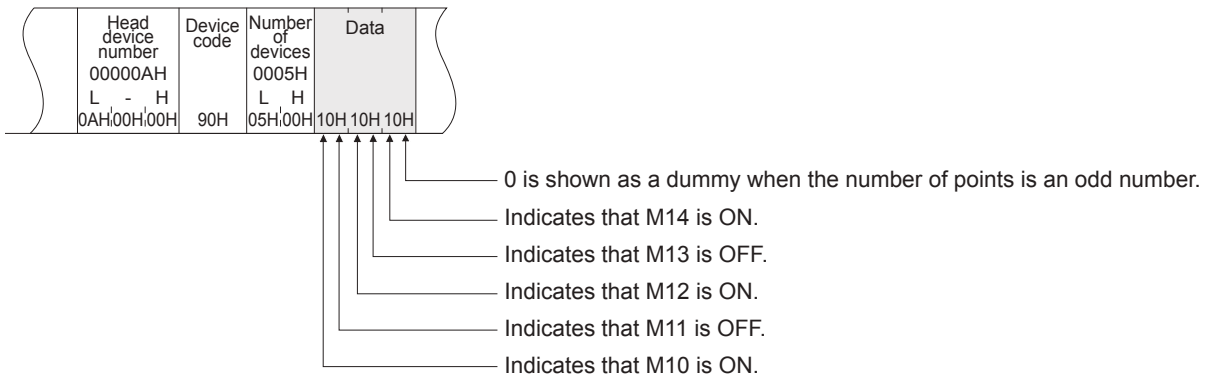 Head device number
Device code
Number of devices
Data
00000AH
0005H
L - H
L H
0AH 00H 00H
90H
05H 00H
10H 10H 10H
0 is shown as a dummy when the number of points is an odd number.
Indicates that M14 is ON.
Indicates that M13 is OFF.
Indicates that M12 is ON.
Indicates that M11 is OFF.
Indicates that M10 is ON.